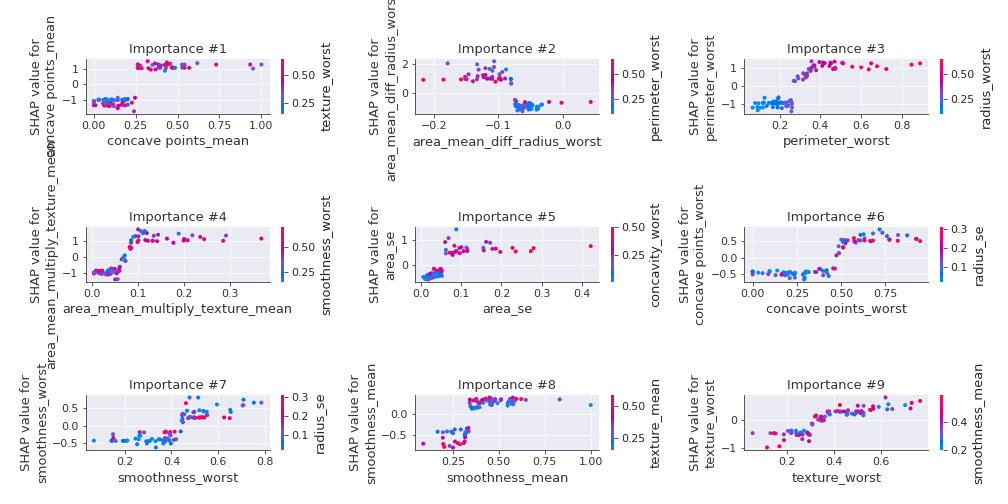 Importance #1
SHAP value for
concave points_mean
1
0
−1
0.00 0.25 0.50 0.75 1.00
concave points_mean
0.50
0.25
texture_worst
Importance #2
SHAP value for
area_mean_diff_radius_worst
2
0
−0.2 −0.1 0.0
area_mean_diff_radius_worst
0.50
0.25
perimeter_worst
Importance #3
SHAP value for
perimeter_worst
1
0
−1
0.2 0.4 0.6 0.8
perimeter_worst
0.50
0.25
radius_worst
Importance #4
SHAP value for
area_mean_multiply_texture_mean
1
0
−1
0.0 0.1 0.2 0.3
area_mean_multiply_texture_mean
0.50
0.25
smoothness_worst
Importance #5
SHAP value for
area_se
1
0
0.0 0.1 0.2 0.3 0.4
area_se
0.50
0.25
concavity_worst
Importance #6
SHAP value for
concave points_worst
0.5
0.0
−0.5
0.00 0.25 0.50 0.75
concave points_worst
0.3
0.2
0.1
radius_se
Importance #7
SHAP value for
smoothness_worst
0.5
0.0
−0.5
0.2 0.4 0.6 0.8
smoothness_worst
0.3
0.2
0.1
radius_se
Importance #8
SHAP value for
smoothness_mean
0.0
−0.5
0.25 0.50 0.75 1.00
smoothness_mean
0.50
0.25
texture_mean
Importance #9
SHAP value for
texture_worst
0
−1
0.2 0.4 0.6
texture_worst
0.4
0.2
smoothness_mean